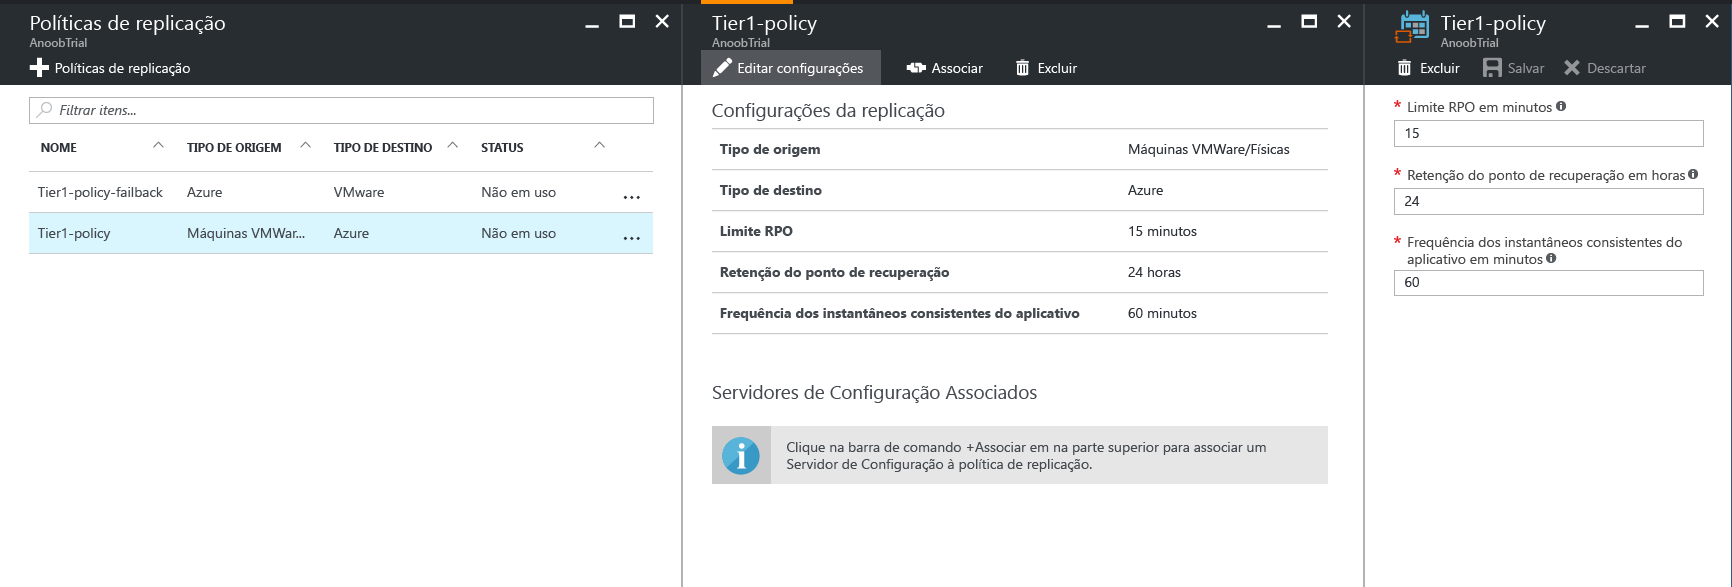 Políticas de replicação
AnoobTrial
Políticas de replicação
Filtrar itens...
NOME TIPO DE ORIGEM TIPO DE DESTINO STATUS
Tier1-policy-failback Azure VMware Não em uso ...
Tier1-policy Máquinas VMWar... Azure Não em uso ...
Tier1-policy
AnoobTrial
Editar configurações Associar Excluir
Configurações da replicação
Tipo de origem Máquinas VMWare/Físicas
Tipo de destino Azure
Limite RPO 15 minutos
Retenção do ponto de recuperação 24 horas
Frequência dos instantâneos consistentes do aplicativo 60 minutos
Servidores de Configuração Associados
Clique na barra de comando +Associar em na parte superior para associar um
Servidor de Configuração à política de replicação.
Tier1-policy
AnoobTrial
Excluir Salvar Descartar
* Limite RPO em minutos
15
* Retenção do ponto de recuperação em horas
24
* Frequência dos instantâneos consistentes do
aplicativo em minutos
60